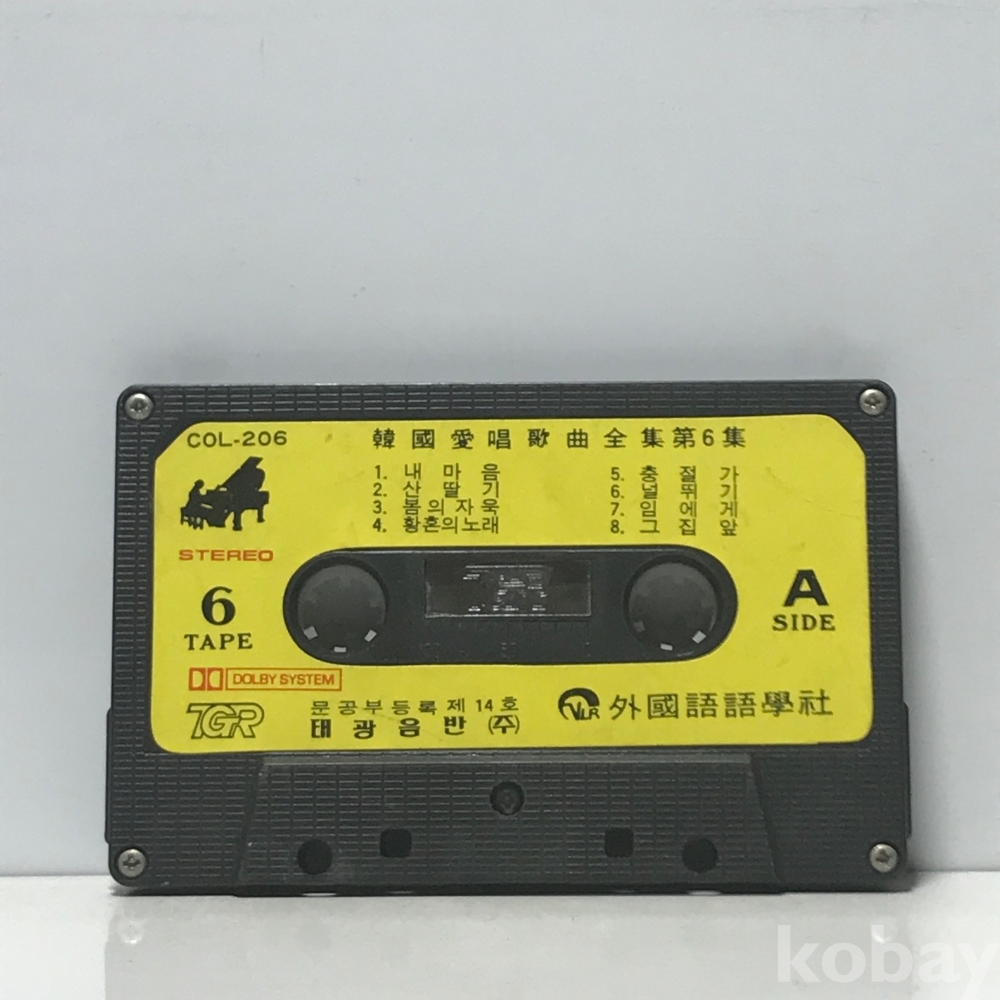 COL-206
韓國愛唱歌曲全集第6集
1. 내 마 음
2. 산 딸 기
3. 봄의자욱
4. 황혼의노래
5. 충 절 가
6. 널 뛰 기
7. 임 에 게
8. 그 집 앞
STEREO
6
TAPE
A
SIDE
DOLBY SYSTEM
TGR
문공부등록제14호
태광음반(주)
VLR 外國語語學社
kobay